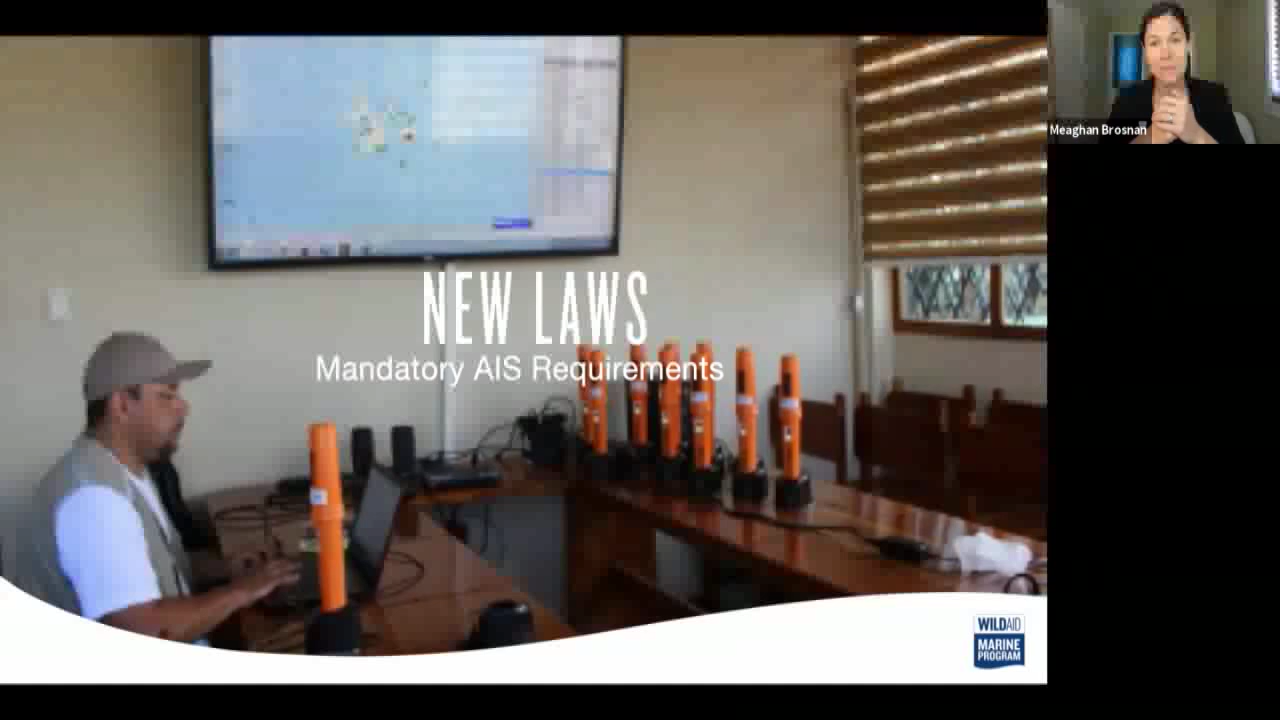 Meaghan Brosnan
NEW LAWS
Mandatory AIS Requirements
WILDAID
MARINE
PROGRAM